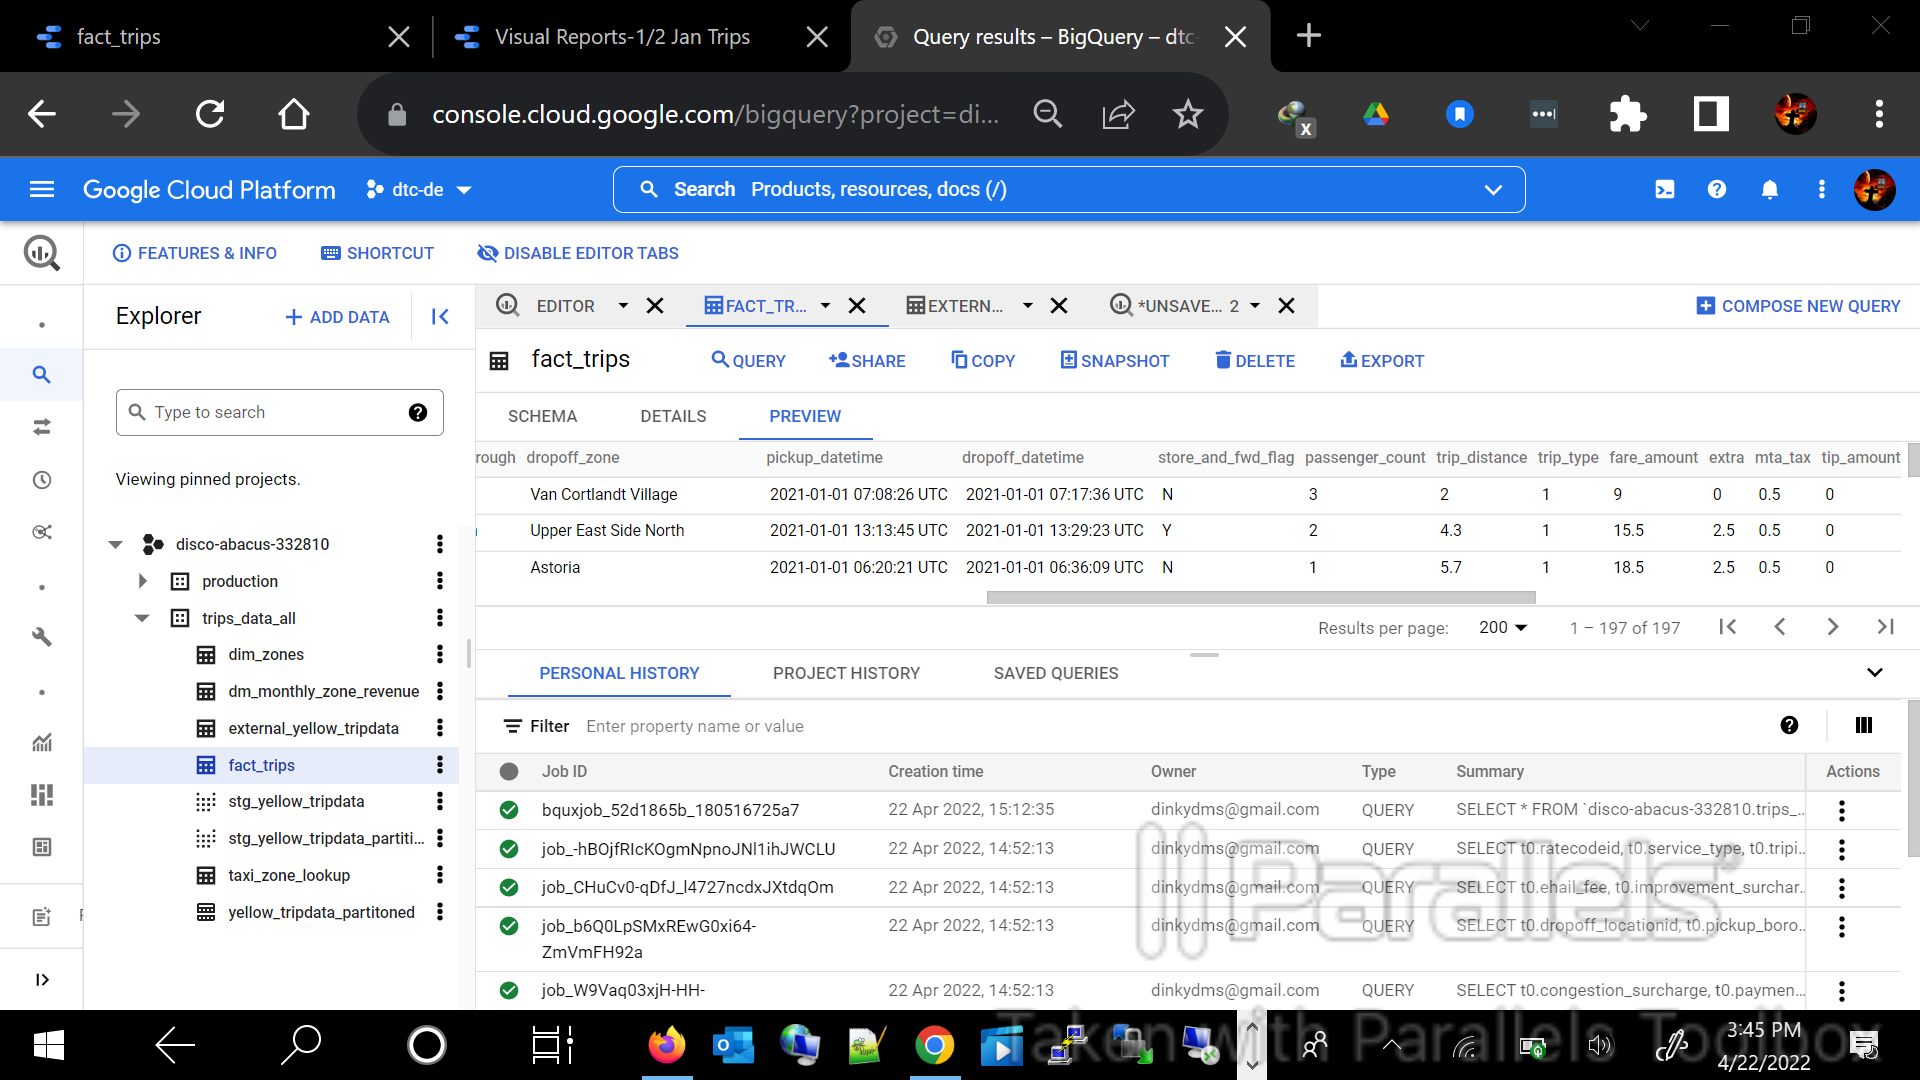 fact_trips
Visual Reports-1/2 Jan Trips
Query results – BigQuery – dtc-
console.cloud.google.com/bigquery?project=di...
Google Cloud Platform
dtc-de
Search Products, resources, docs (/)
FEATURES & INFO
SHORTCUT
DISABLE EDITOR TABS
Explorer
ADD DATA
EDITOR
FACT_TR...
EXTERN...
*UNSAVE... 2
COMPOSE NEW QUERY
fact_trips
QUERY
SHARE
COPY
SNAPSHOT
DELETE
EXPORT
Type to search
SCHEMA
DETAILS
PREVIEW
rough dropoff_zone pickup_datetime dropoff_datetime store_and_fwd_flag passenger_count trip_distance trip_type fare_amount extra mta_tax tip_amount
Van Cortlandt Village 2021-01-01 07:08:26 UTC 2021-01-01 07:17:36 UTC N 3 2 1 9 0 0.5 0
Upper East Side North 2021-01-01 13:13:45 UTC 2021-01-01 13:29:23 UTC Y 2 4.3 1 15.5 2.5 0.5 0
Astoria 2021-01-01 06:20:21 UTC 2021-01-01 06:36:09 UTC N 1 5.7 1 18.5 2.5 0.5 0
Results per page: 200 1 – 197 of 197
Viewing pinned projects.
disco-abacus-332810
production
trips_data_all
dim_zones
dm_monthly_zone_revenue
external_yellow_tripdata
fact_trips
stg_yellow_tripdata
stg_yellow_tripdata_partiti...
taxi_zone_lookup
yellow_tripdata_partitoned
PERSONAL HISTORY
PROJECT HISTORY
SAVED QUERIES
Filter Enter property name or value
Job ID Creation time Owner Type Summary Actions
bquxjob_52d1865b_180516725a7 22 Apr 2022, 15:12:35 dinkydms@gmail.com QUERY SELECT * FROM `disco-abacus-332810.trips_...
job_-hBOjfRIcKOgmNpnoJNl1ihJWCLU 22 Apr 2022, 14:52:13 dinkydms@gmail.com QUERY SELECT t0.ratecodeid, t0.service_type, t0.tripi...
job_CHuCv0-qDfJ_l4727ncdxJXtdqOm 22 Apr 2022, 14:52:13 dinkydms@gmail.com QUERY SELECT t0.ehail_fee, t0.improvement_surchar...
job_b6Q0LpSMxREwG0xi64-
ZmVmFH92a 22 Apr 2022, 14:52:13 dinkydms@gmail.com QUERY SELECT t0.dropoff_locationid, t0.pickup_boro...
job_W9Vaq03xjH-HH- 22 Apr 2022, 14:52:13 dinkydms@gmail.com QUERY SELECT t0.congestion_surcharge, t0.paymen...
Parallels®
Taken with Parallels Toolbox
3:45 PM
4/22/2022